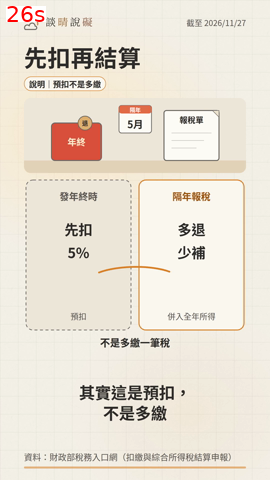 26s
談晴說礙
截至 2026/11/27
先扣再結算
說明｜預扣不是多繳
年終
通
隔年
5月
報稅單
發年終時
先扣
5%
預扣
隔年報稅
多退
少補
併入全年所得
不是多繳一筆稅
其實這是預扣，
不是多繳
資料：財政部稅務入口網（扣繳與綜合所得稅結算申報）